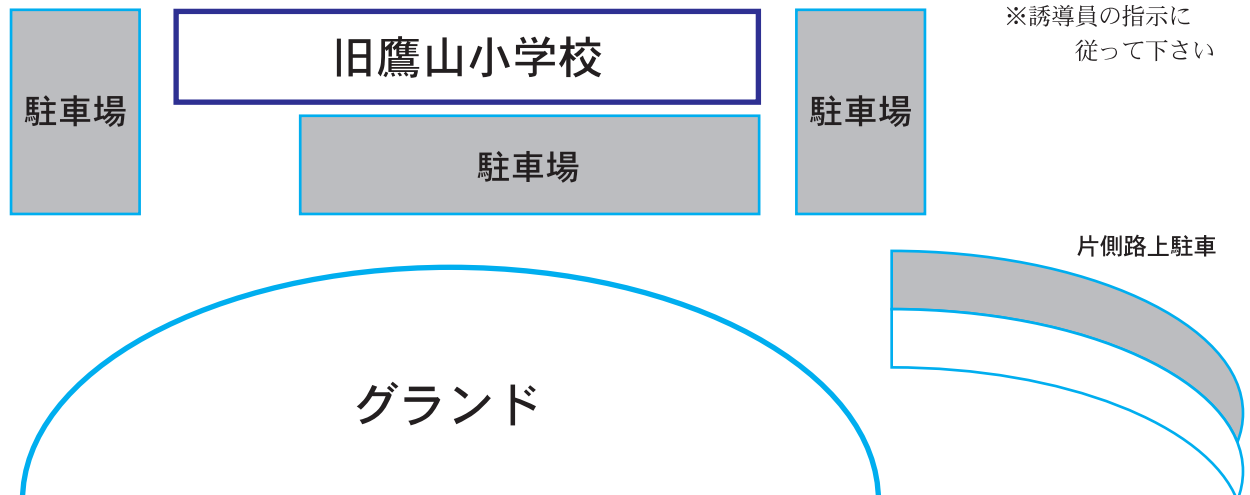 ※誘導員の指示に
従って下さい
旧鷹山小学校
駐車場
駐車場
駐車場
片側路上駐車
グランド